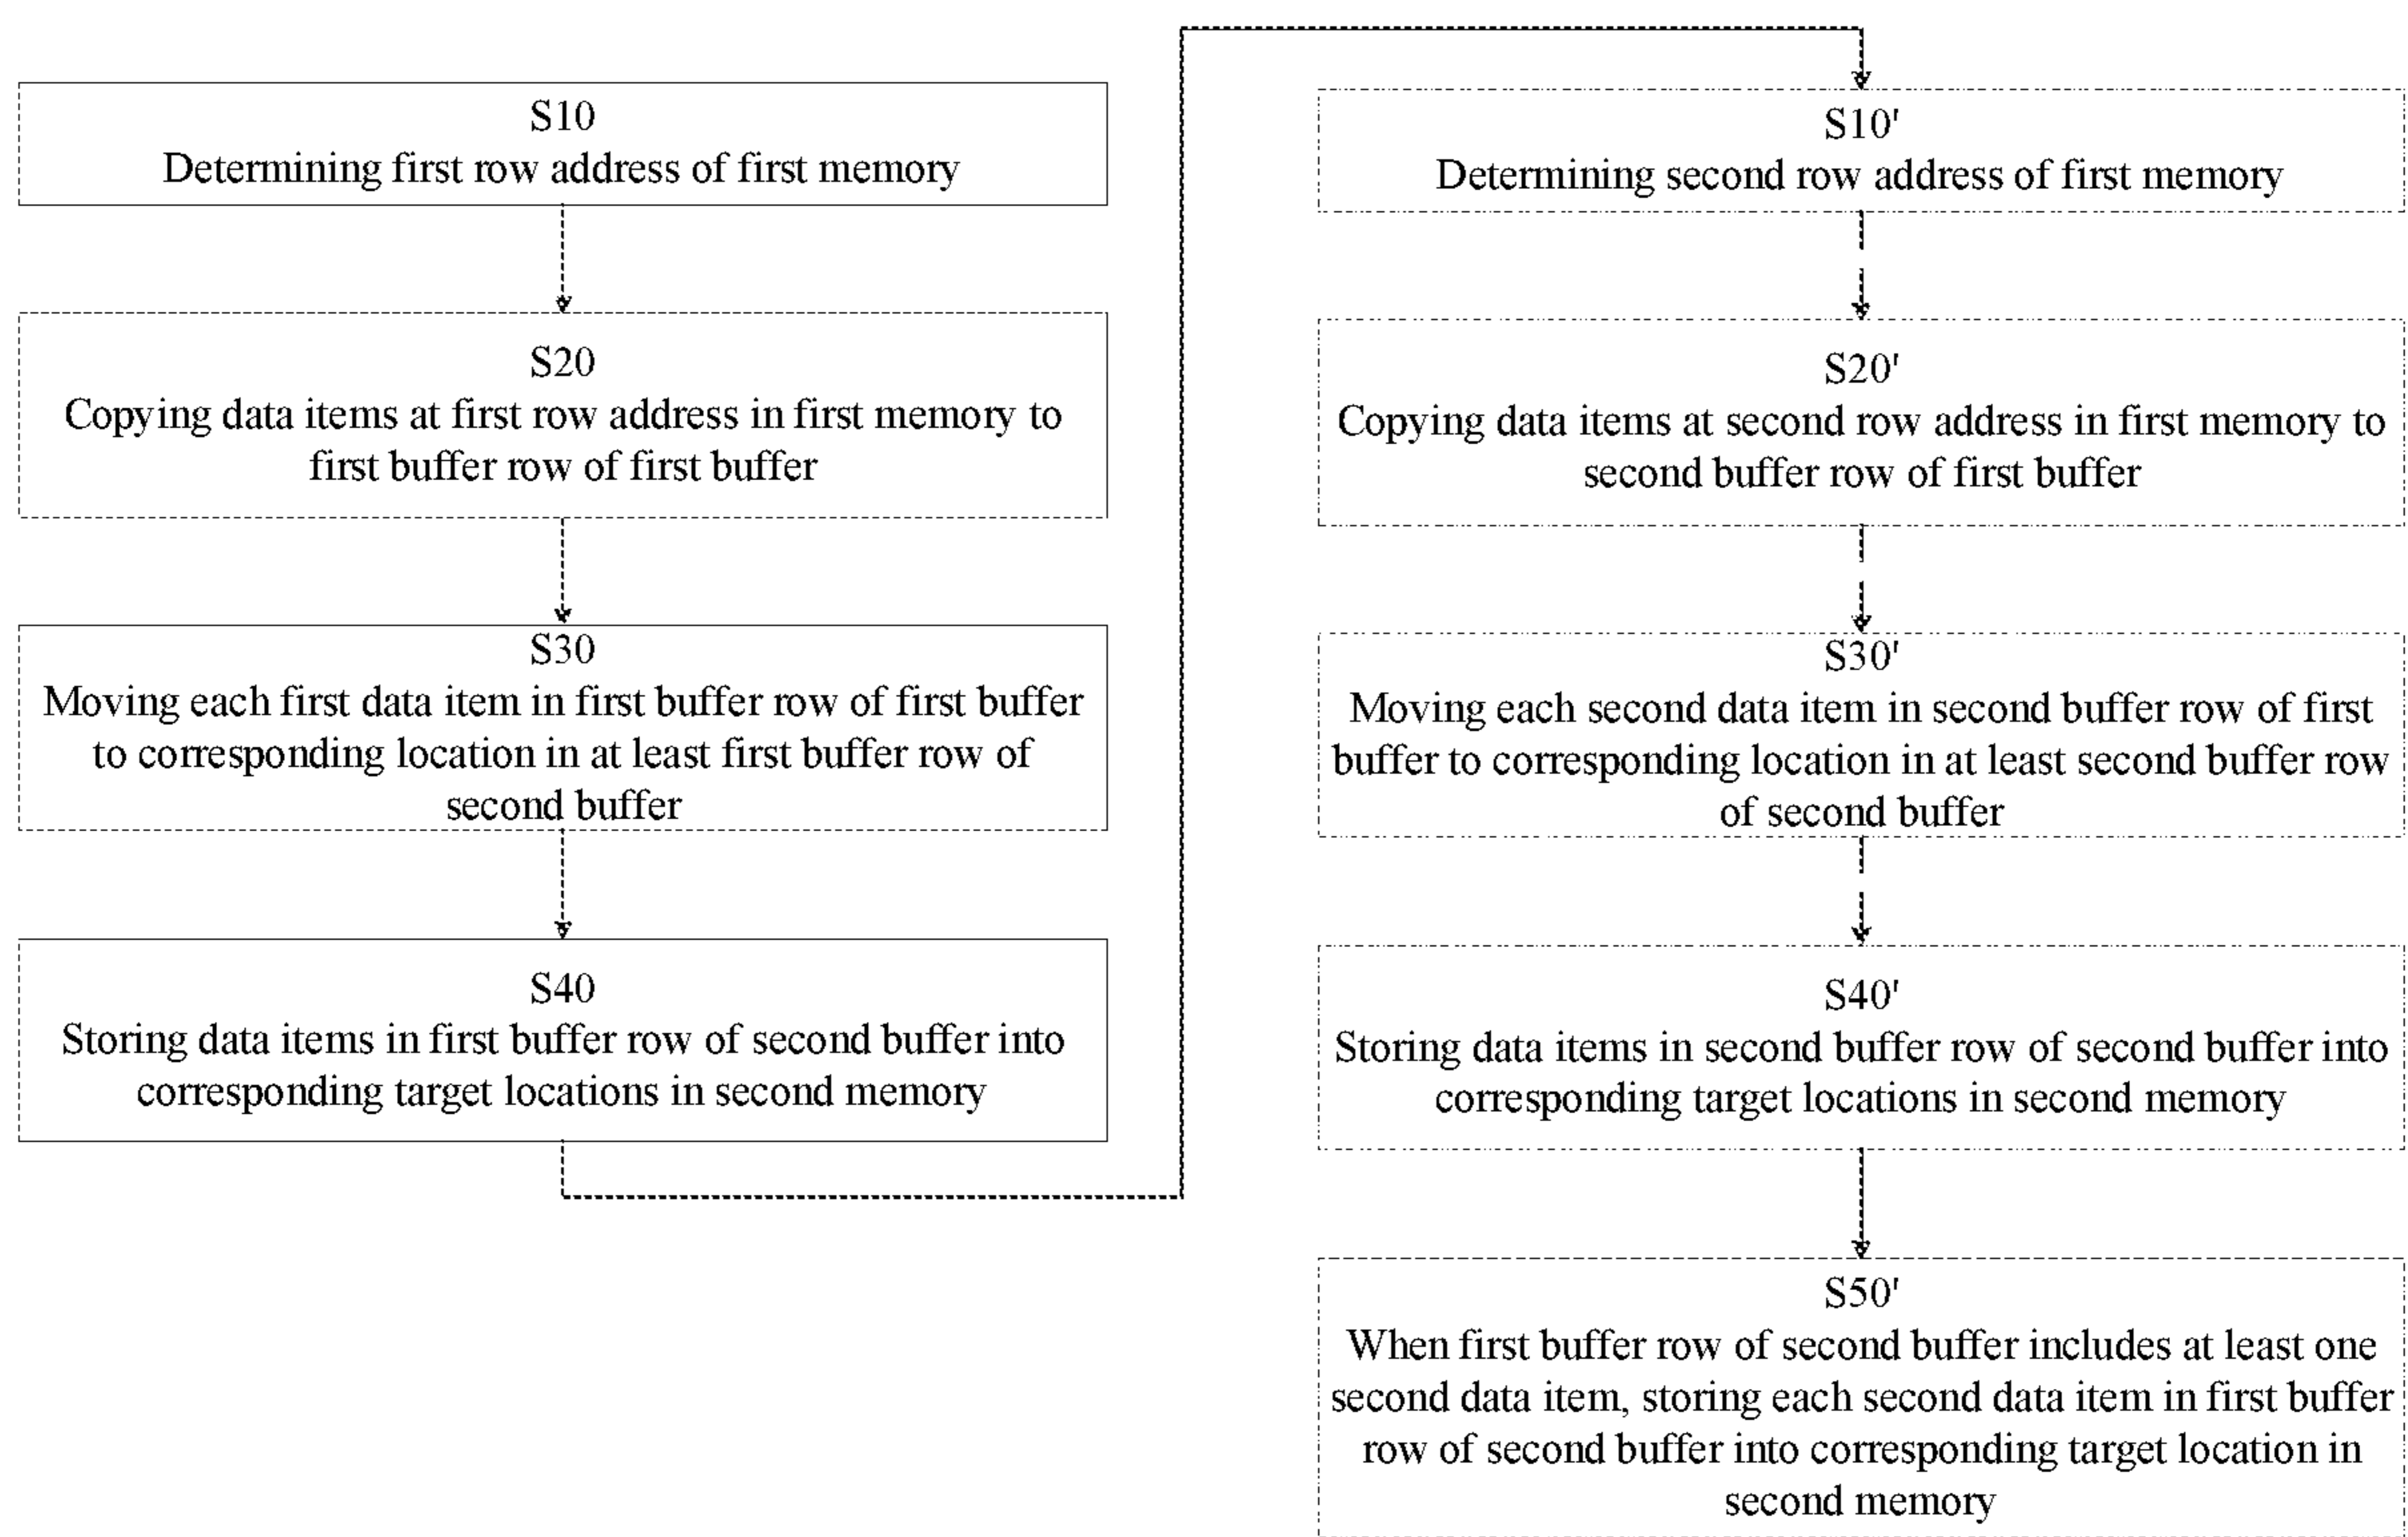 S10
Determining first row address of first memory
S20
Copying data items at first row address in first memory to
first buffer row of first buffer
S30
Moving each first data item in first buffer row of first buffer
to corresponding location in at least first buffer row of
second buffer
S40
Storing data items in first buffer row of second buffer into
corresponding target locations in second memory
S10'
Determining second row address of first memory
S20'
Copying data items at second row address in first memory to
second buffer row of first buffer
S30'
Moving each second data item in second buffer row of first
buffer to corresponding location in at least second buffer row
of second buffer
S40'
Storing data items in second buffer row of second buffer into
corresponding target locations in second memory
S50'
When first buffer row of second buffer includes at least one
second data item, storing each second data item in first buffer
row of second buffer into corresponding target location in
second memory